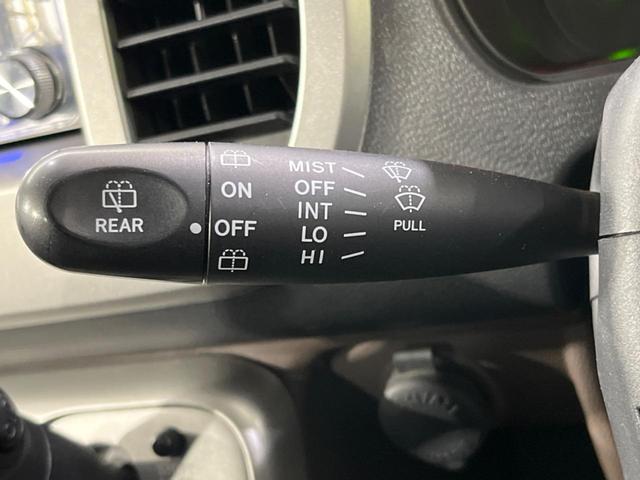 REAR
ON
OFF
MIST
OFF
INT
LO
HI
PULL